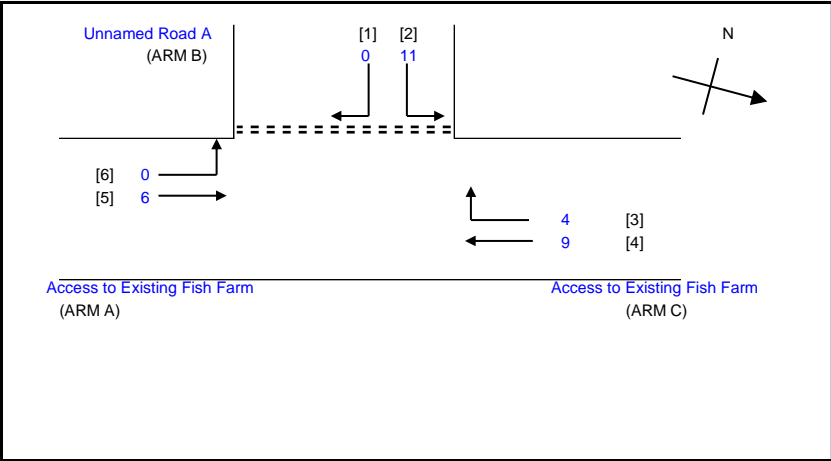 Unnamed Road A [1] [2] N
(ARM B) 0 11
[6] 0
[5] 6
4 [3]
9 [4]
Access to Existing Fish Farm Access to Existing Fish Farm
(ARM A) (ARM C)